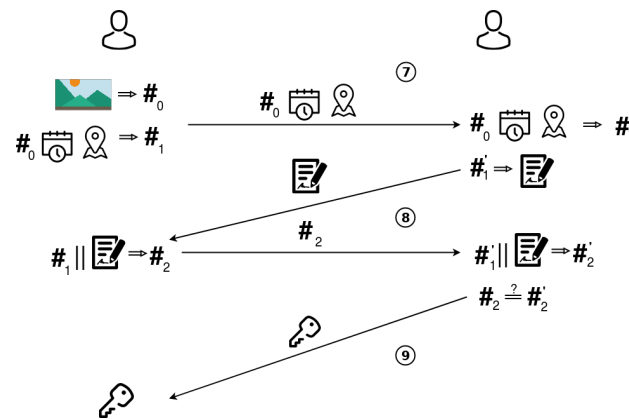 ⑦
⇒ #₀
#₀
#₀ ⇒ #₁
#₀ ⇒ #
#₁' ⇒
⑧
#₂
#₁|| ⇒ #₂
#₁'|| ⇒ #₂'
#₂ ≟ #₂'
⑨